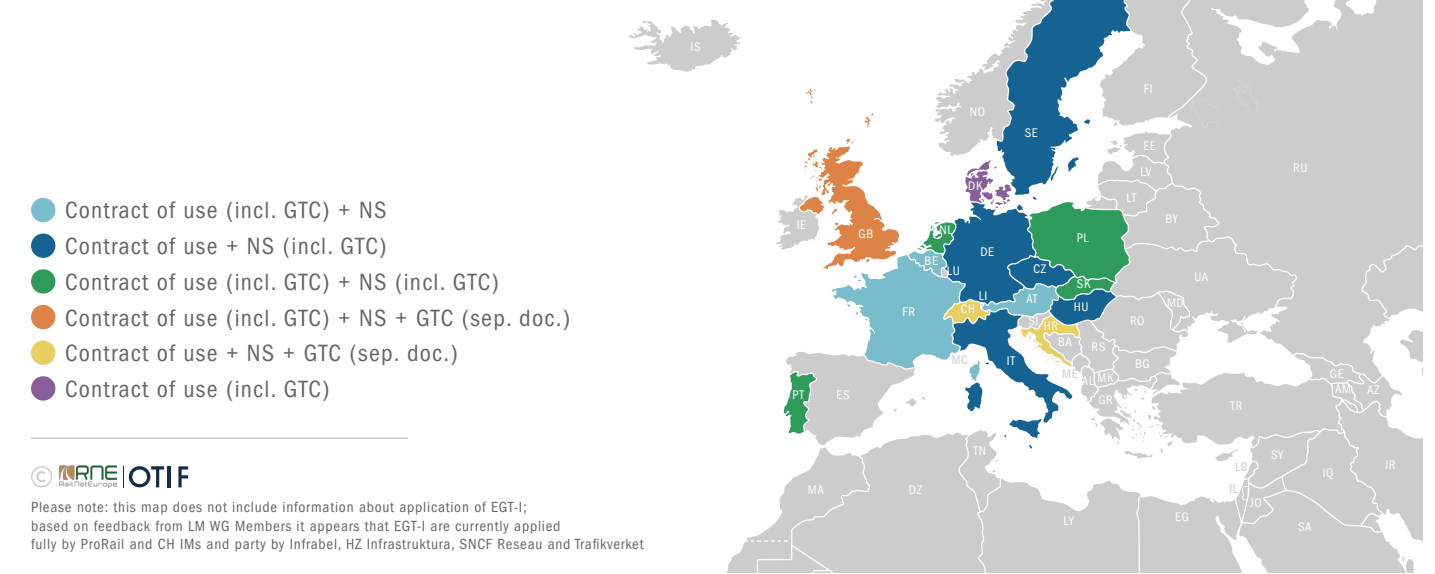 Contract of use (incl. GTC) + NS
Contract of use + NS (incl. GTC)
Contract of use (incl. GTC) + NS (incl. GTC)
Contract of use (incl. GTC) + NS + GTC (sep. doc.)
Contract of use + NS + GTC (sep. doc.)
Contract of use (incl. GTC)
© RNE RailNetEurope | OTIF
Please note: this map does not include information about application of EGT-I;
based on feedback from LM WG Members it appears that EGT-I are currently applied
fully by ProRail and CH IMs and party by Infrabel, HZ Infrastruktura, SNCF Reseau and Trafikverket
IS
NO
SE
FI
RU
EE
LV
LT
BY
DK
IE
GB
NL
BE
LU
DE
PL
CZ
SK
UA
FR
LI
CH
AT
HU
MD
RO
SI
HR
BA
RS
MC
IT
ME
AL
MK
BG
GR
PT
ES
TR
GE
AM
AZ
TN
MA
DZ
LY
EG
LB
SY
IL
JO
IQ
SA
IR